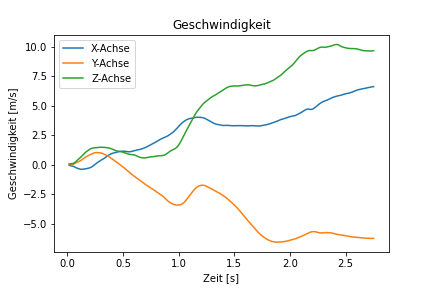 Geschwindigkeit
X-Achse
Y-Achse
Z-Achse
Geschwindigkeit [m/s]
10.0
7.5
5.0
2.5
0.0
−2.5
−5.0
0.0 0.5 1.0 1.5 2.0 2.5
Zeit [s]